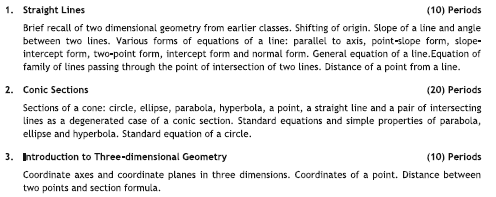 1. Straight Lines (10) Periods
Brief recall of two dimensional geometry from earlier classes. Shifting of origin. Slope of a line and angle
between two lines. Various forms of equations of a line: parallel to axis, point-slope form, slope-
intercept form, two-point form, intercept form and normal form. General equation of a line.Equation of
family of lines passing through the point of intersection of two lines. Distance of a point from a line.
2. Conic Sections (20) Periods
Sections of a cone: circle, ellipse, parabola, hyperbola, a point, a straight line and a pair of intersecting
lines as a degenerated case of a conic section. Standard equations and simple properties of parabola,
ellipse and hyperbola. Standard equation of a circle.
3. Introduction to Three-dimensional Geometry (10) Periods
Coordinate axes and coordinate planes in three dimensions. Coordinates of a point. Distance between
two points and section formula.